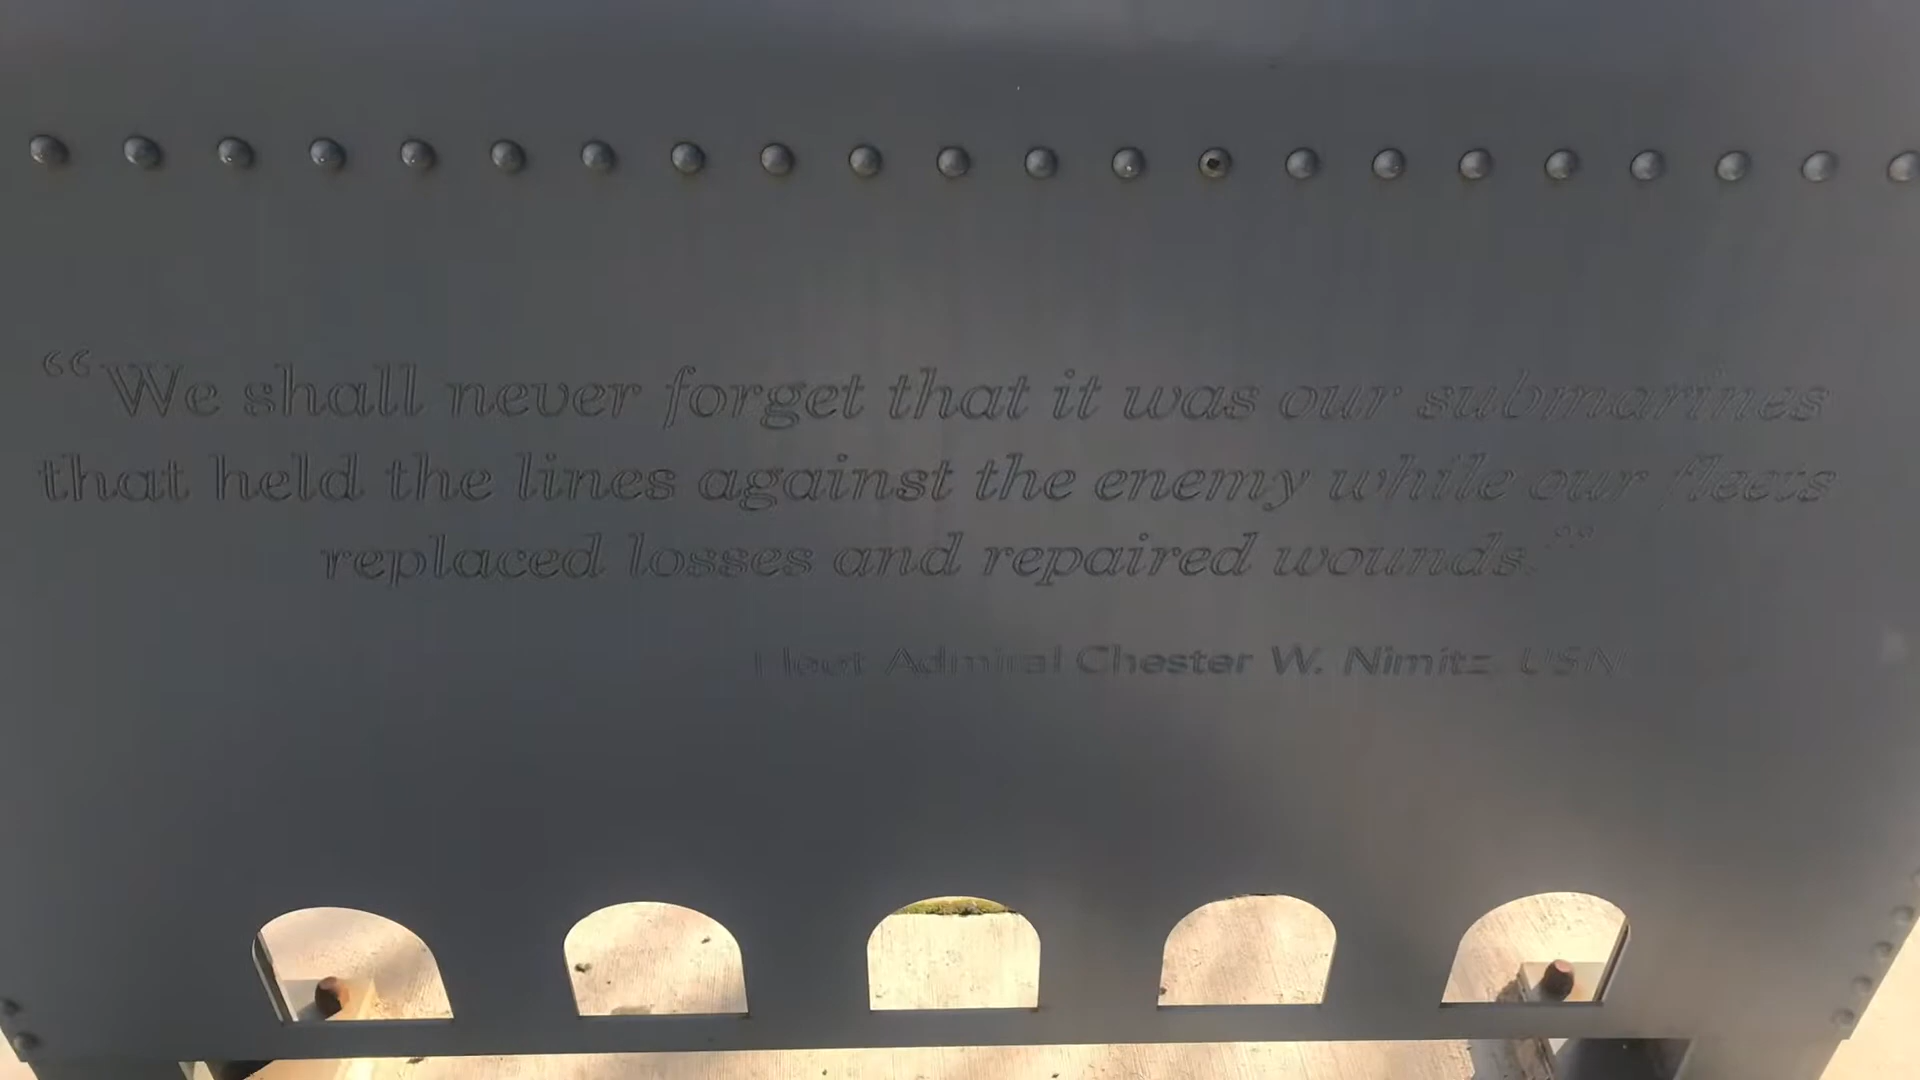 “We shall never forget that it was our submarines
that held the lines against the enemy while our fleets
replaced losses and repaired wounds.”
Fleet Admiral Chester W. Nimitz, USN